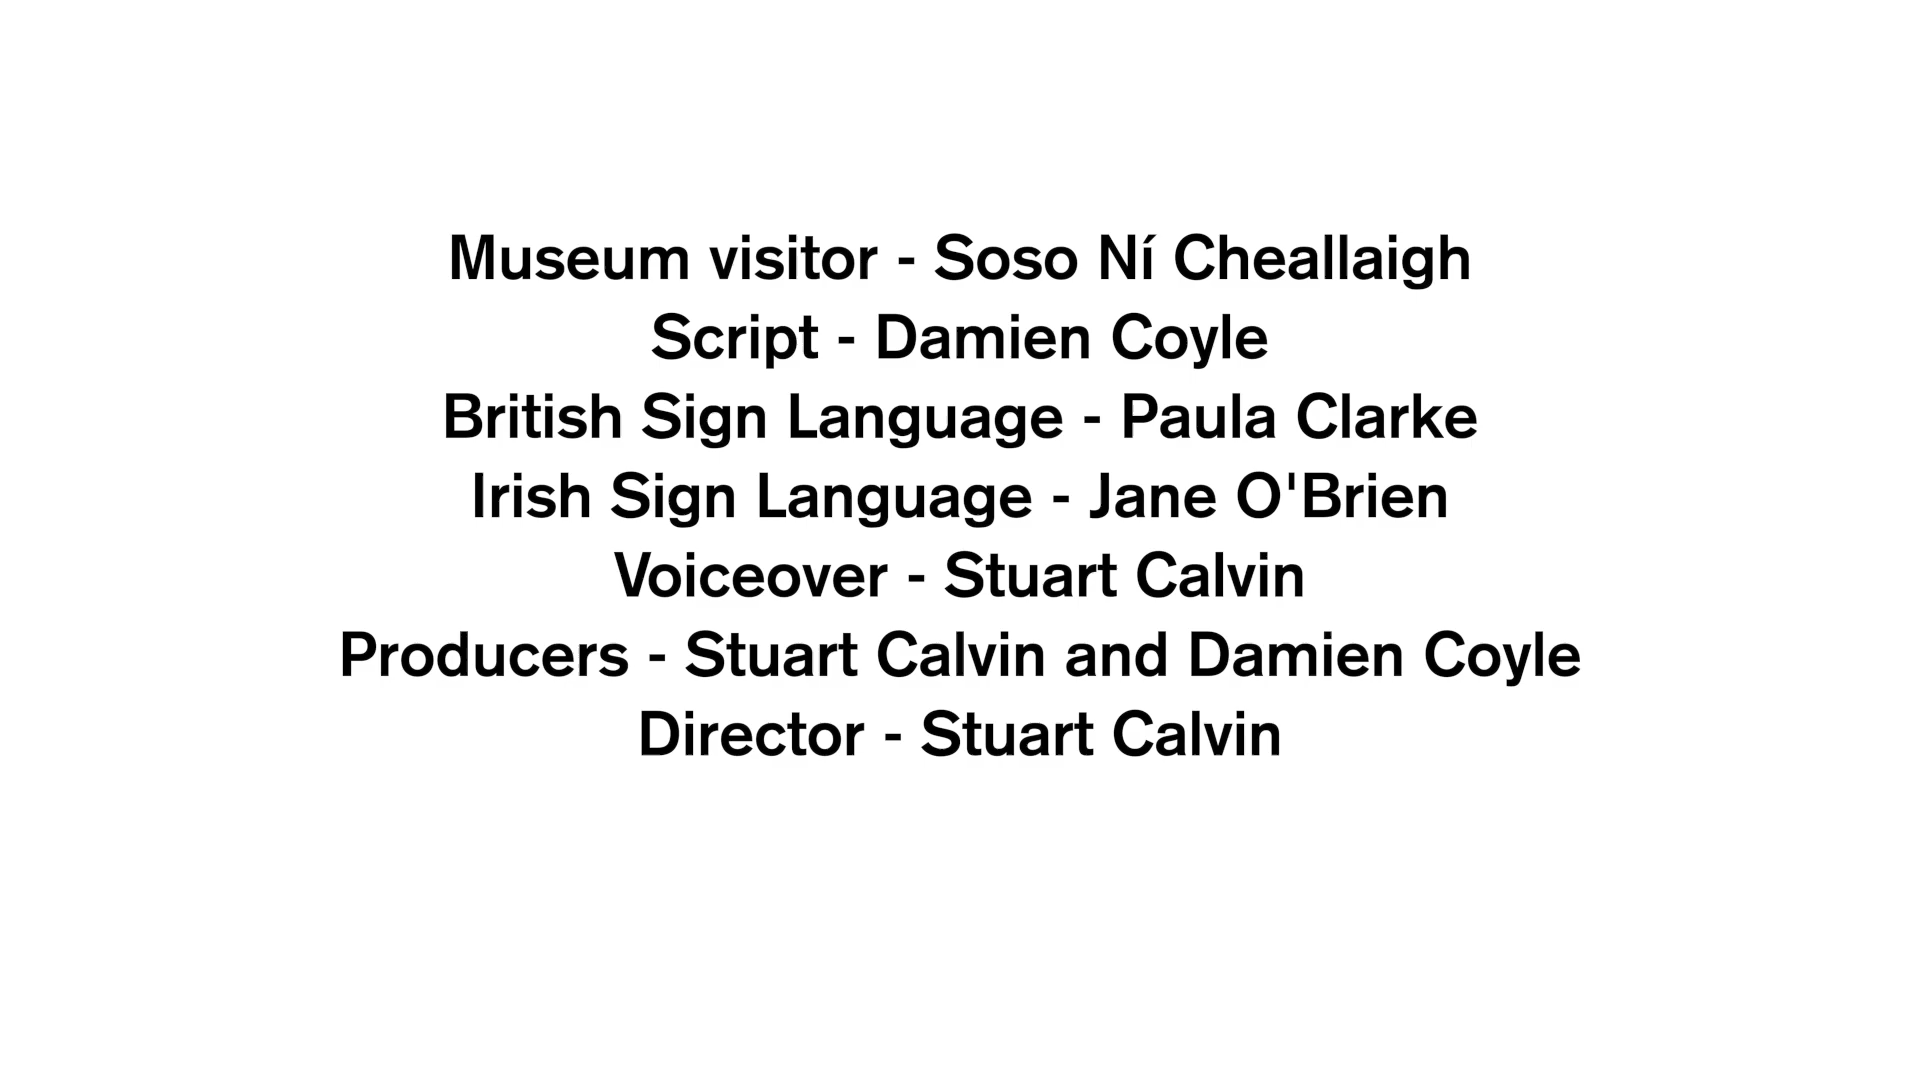 Museum visitor - Soso Ní Cheallaigh
Script - Damien Coyle
British Sign Language - Paula Clarke
Irish Sign Language - Jane O'Brien
Voiceover - Stuart Calvin
Producers - Stuart Calvin and Damien Coyle
Director - Stuart Calvin